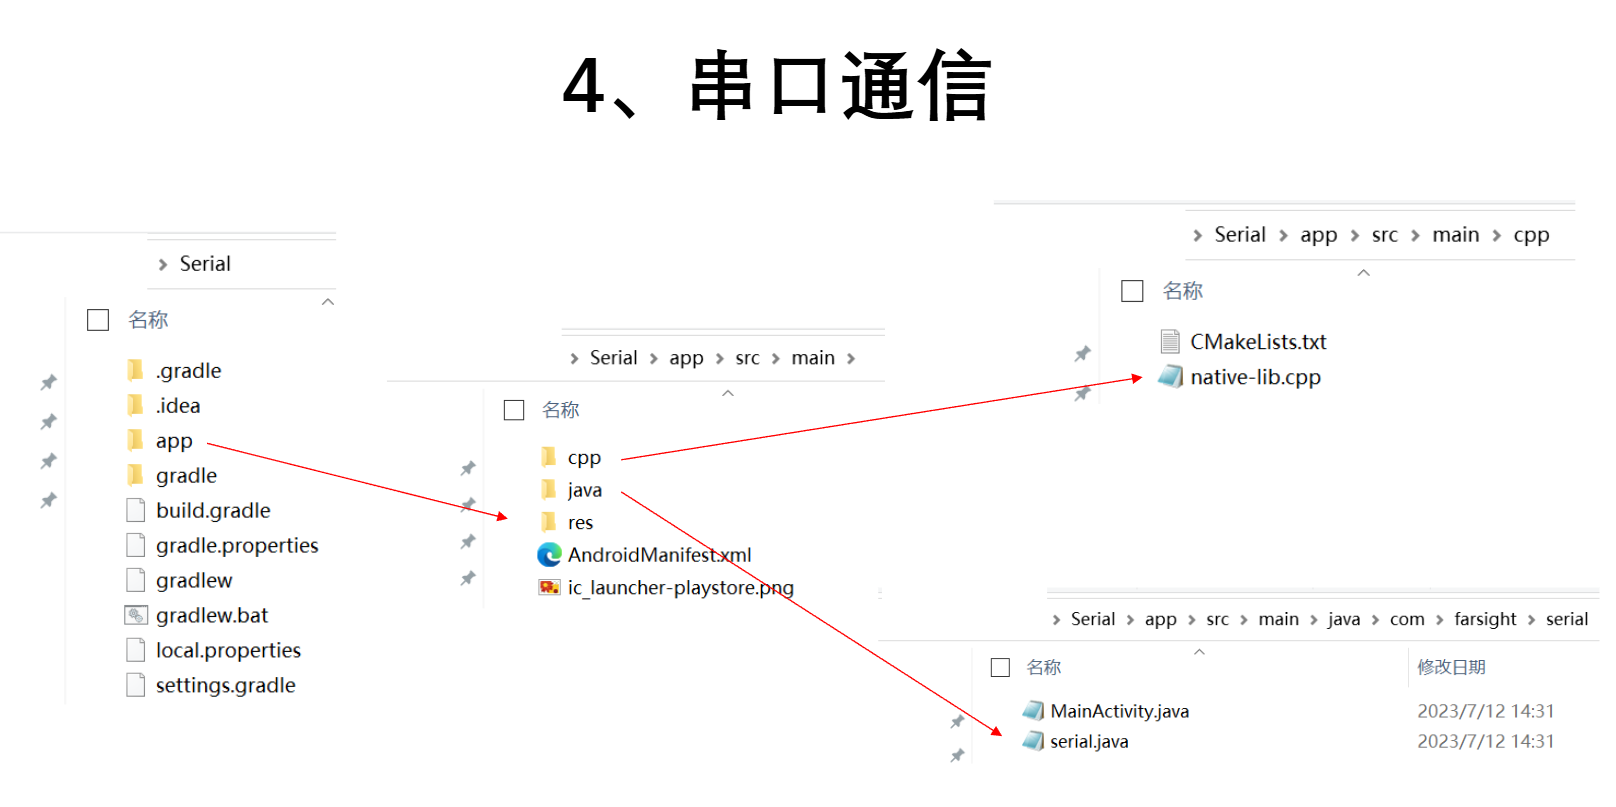 4、串口通信
Serial
名称
.gradle
.idea
app
gradle
build.gradle
gradle.properties
gradlew
gradlew.bat
local.properties
settings.gradle
Serial app src main
名称
cpp
java
res
AndroidManifest.xml
ic_launcher-playstore.png
Serial app src main cpp
名称
CMakeLists.txt
native-lib.cpp
Serial app src main java com farsight serial
名称 修改日期
MainActivity.java 2023/7/12 14:31
serial.java 2023/7/12 14:31